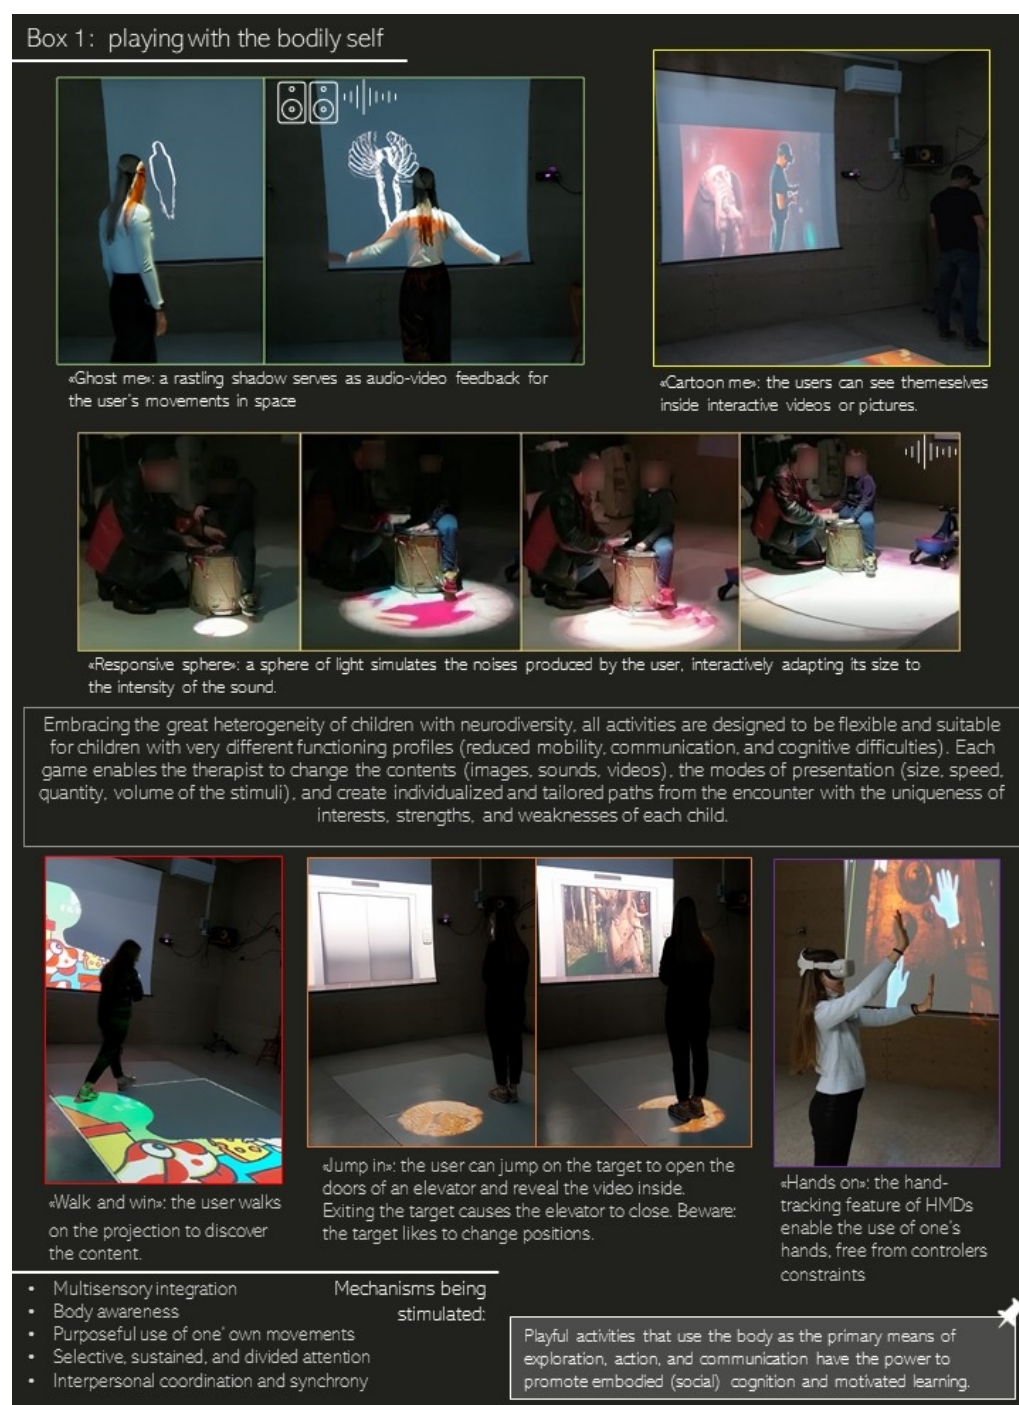 Box 1: playing with the bodily self
«Ghost me»: a rastling shadow serves as audio-video feedback for
the user's movements in space
«Cartoon me»: the users can see themeselves
inside interactive videos or pictures.
«Responsive sphere»: a sphere of light simulates the noises produced by the user, interactively adapting its size to
the intensity of the sound.
Embracing the great heterogeneity of children with neurodiversity, all activities are designed to be flexible and suitable
for children with very different functioning profiles (reduced mobility, communication, and cognitive difficulties). Each
game enables the therapist to change the contents (images, sounds, videos), the modes of presentation (size, speed,
quantity, volume of the stimuli), and create individualized and tailored paths from the encounter with the uniqueness of
interests, strengths, and weaknesses of each child.
«Walk and win»: the user walks
on the projection to discover
the content.
«Jump in»: the user can jump on the target to open the
doors of an elevator and reveal the video inside.
Exiting the target causes the elevator to close. Beware:
the target likes to change positions.
«Hands on»: the hand-
tracking feature of HMDs
enable the use of one's
hands, free from controlers
constraints
Mechanisms being
stimulated:
• Multisensory integration
• Body awareness
• Purposeful use of one' own movements
• Selective, sustained, and divided attention
• Interpersonal coordination and synchrony
Playful activities that use the body as the primary means of
exploration, action, and communication have the power to
promote embodied (social) cognition and motivated learning.